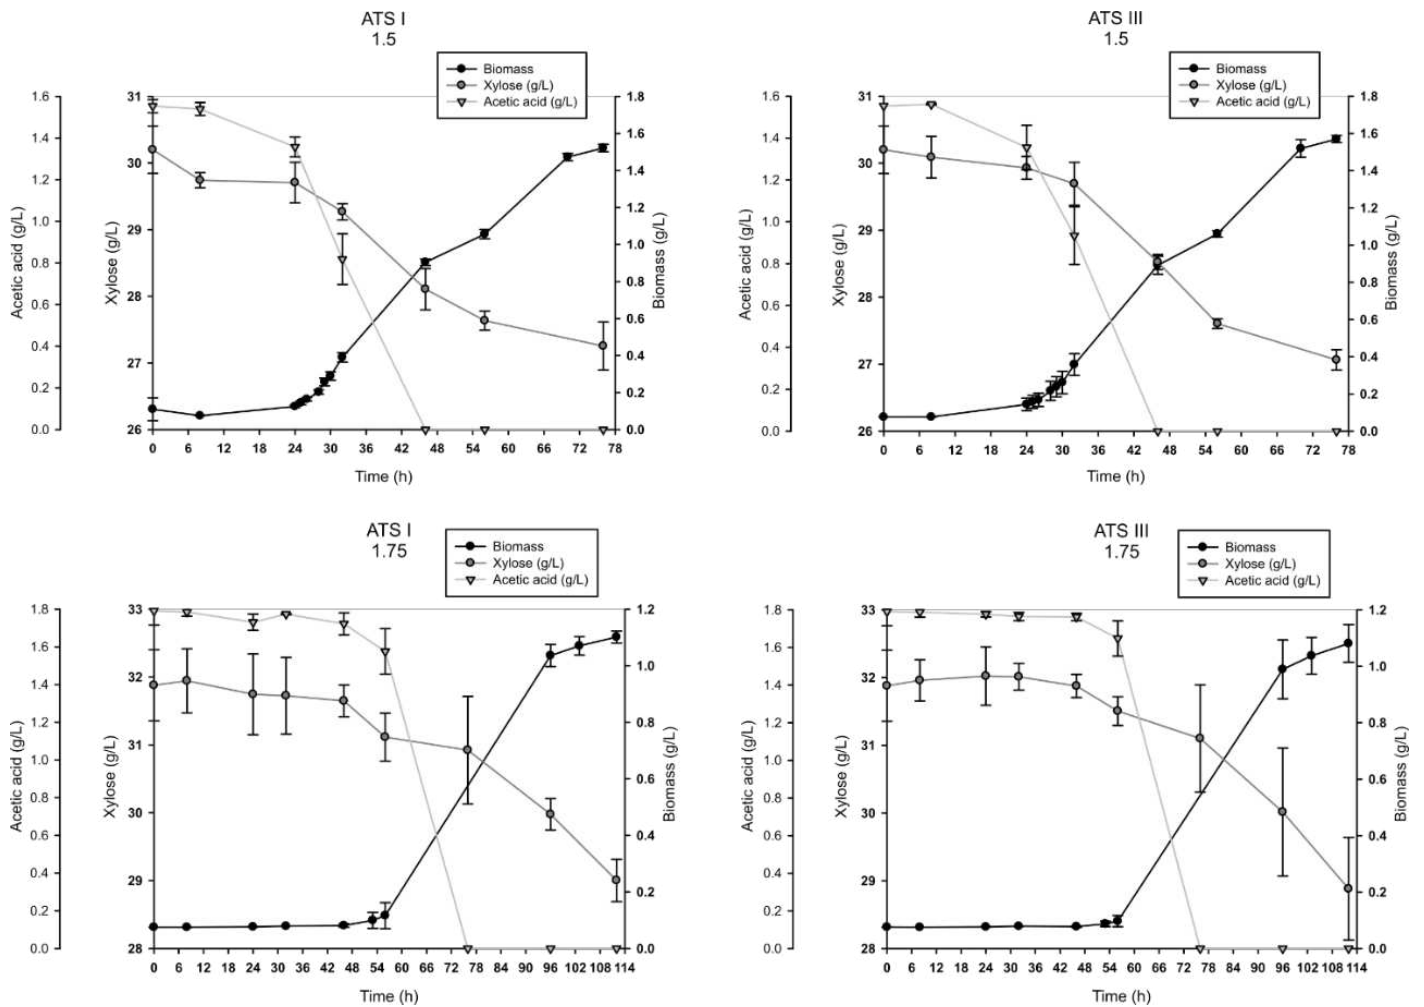 ATS I
1.5
Biomass
Xylose (g/L)
Acetic acid (g/L)
1.6
1.4
1.2
1.0
0.8
0.6
0.4
0.2
0.0
Acetic acid (g/L)
31
30
29
28
27
26
Xylose (g/L)
1.8
1.6
1.4
1.2
1.0
0.8
0.6
0.4
0.2
0.0
Biomass (g/L)
0 6 12 18 24 30 36 42 48 54 60 66 72 78
Time (h)
ATS III
1.5
Biomass
Xylose (g/L)
Acetic acid (g/L)
1.6
1.4
1.2
1.0
0.8
0.6
0.4
0.2
0.0
Acetic acid (g/L)
31
30
29
28
27
26
Xylose (g/L)
1.8
1.6
1.4
1.2
1.0
0.8
0.6
0.4
0.2
0.0
Biomass (g/L)
0 6 12 18 24 30 36 42 48 54 60 66 72 78
Time (h)
ATS I
1.75
Biomass
Xylose (g/L)
Acetic acid (g/L)
1.8
1.6
1.4
1.2
1.0
0.8
0.6
0.4
0.2
0.0
Acetic acid (g/L)
33
32
31
30
29
28
Xylose (g/L)
1.2
1.0
0.8
0.6
0.4
0.2
0.0
Biomass (g/L)
0 6 12 18 24 30 36 42 48 54 60 66 72 78 84 90 96 102 108 114
Time (h)
ATS III
1.75
Biomass
Xylose (g/L)
Acetic acid (g/L)
1.8
1.6
1.4
1.2
1.0
0.8
0.6
0.4
0.2
0.0
Acetic acid (g/L)
33
32
31
30
29
28
Xylose (g/L)
1.2
1.0
0.8
0.6
0.4
0.2
0.0
Biomass (g/L)
0 6 12 18 24 30 36 42 48 54 60 66 72 78 84 90 96 102 108 114
Time (h)